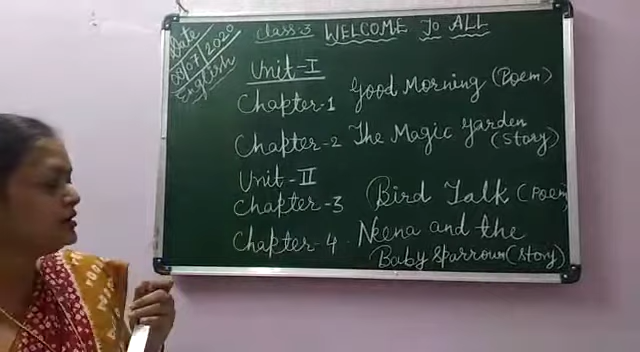 Date
09/07/2020
English
Class 3 WELCOME To ALL
Unit-I
Chapter-1 Good Morning (Poem)
Chapter-2 The Magic garden
(Story)
Unit-II
Chapter-3 Bird Talk (Poem)
Chapter-4. Neena and the
Baby Sparrow (Story)